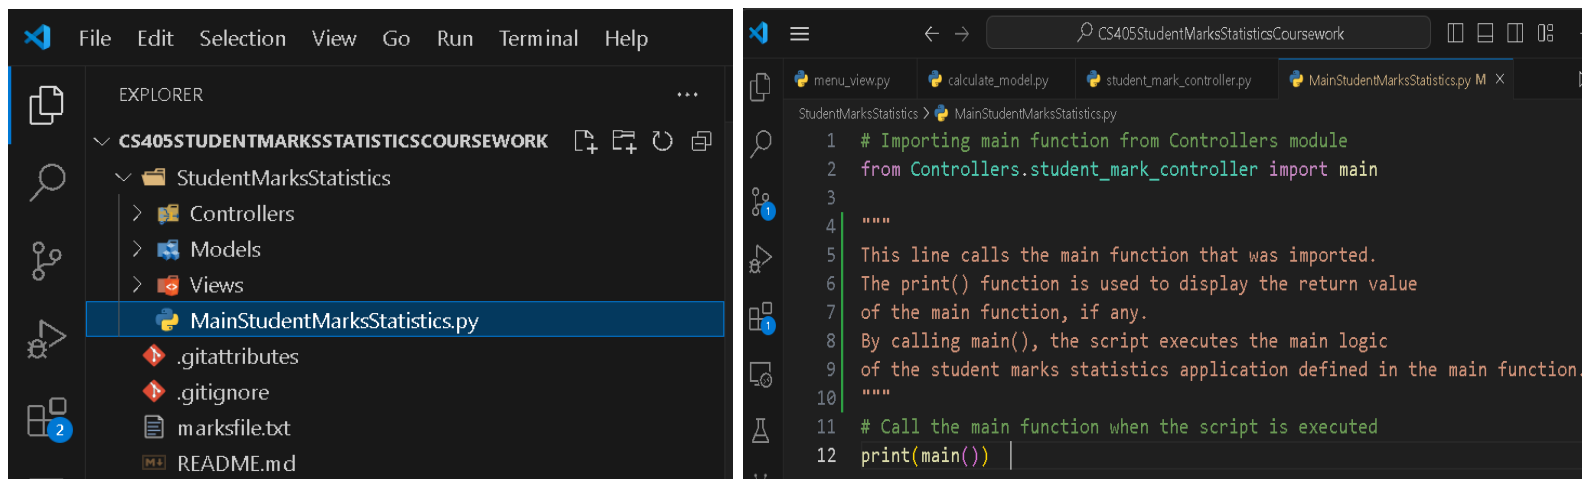 File Edit Selection View Go Run Terminal Help
EXPLORER
CS405STUDENTMARKSSTATISTICSCOURSEWORK
StudentMarksStatistics
Controllers
Models
Views
MainStudentMarksStatistics.py
.gitattributes
.gitignore
marksfile.txt
README.md
2
CS405StudentMarksStatisticsCoursework
menu_view.py calculate_model.py student_mark_controller.py MainStudentMarksStatistics.py M
StudentMarksStatistics > MainStudentMarksStatistics.py
1 # Importing main function from Controllers module
2 from Controllers.student_mark_controller import main
3
4 """
5 This line calls the main function that was imported.
6 The print() function is used to display the return value
7 of the main function, if any.
8 By calling main(), the script executes the main logic
9 of the student marks statistics application defined in the main function.
10 """
11 # Call the main function when the script is executed
12 print(main())
1
1